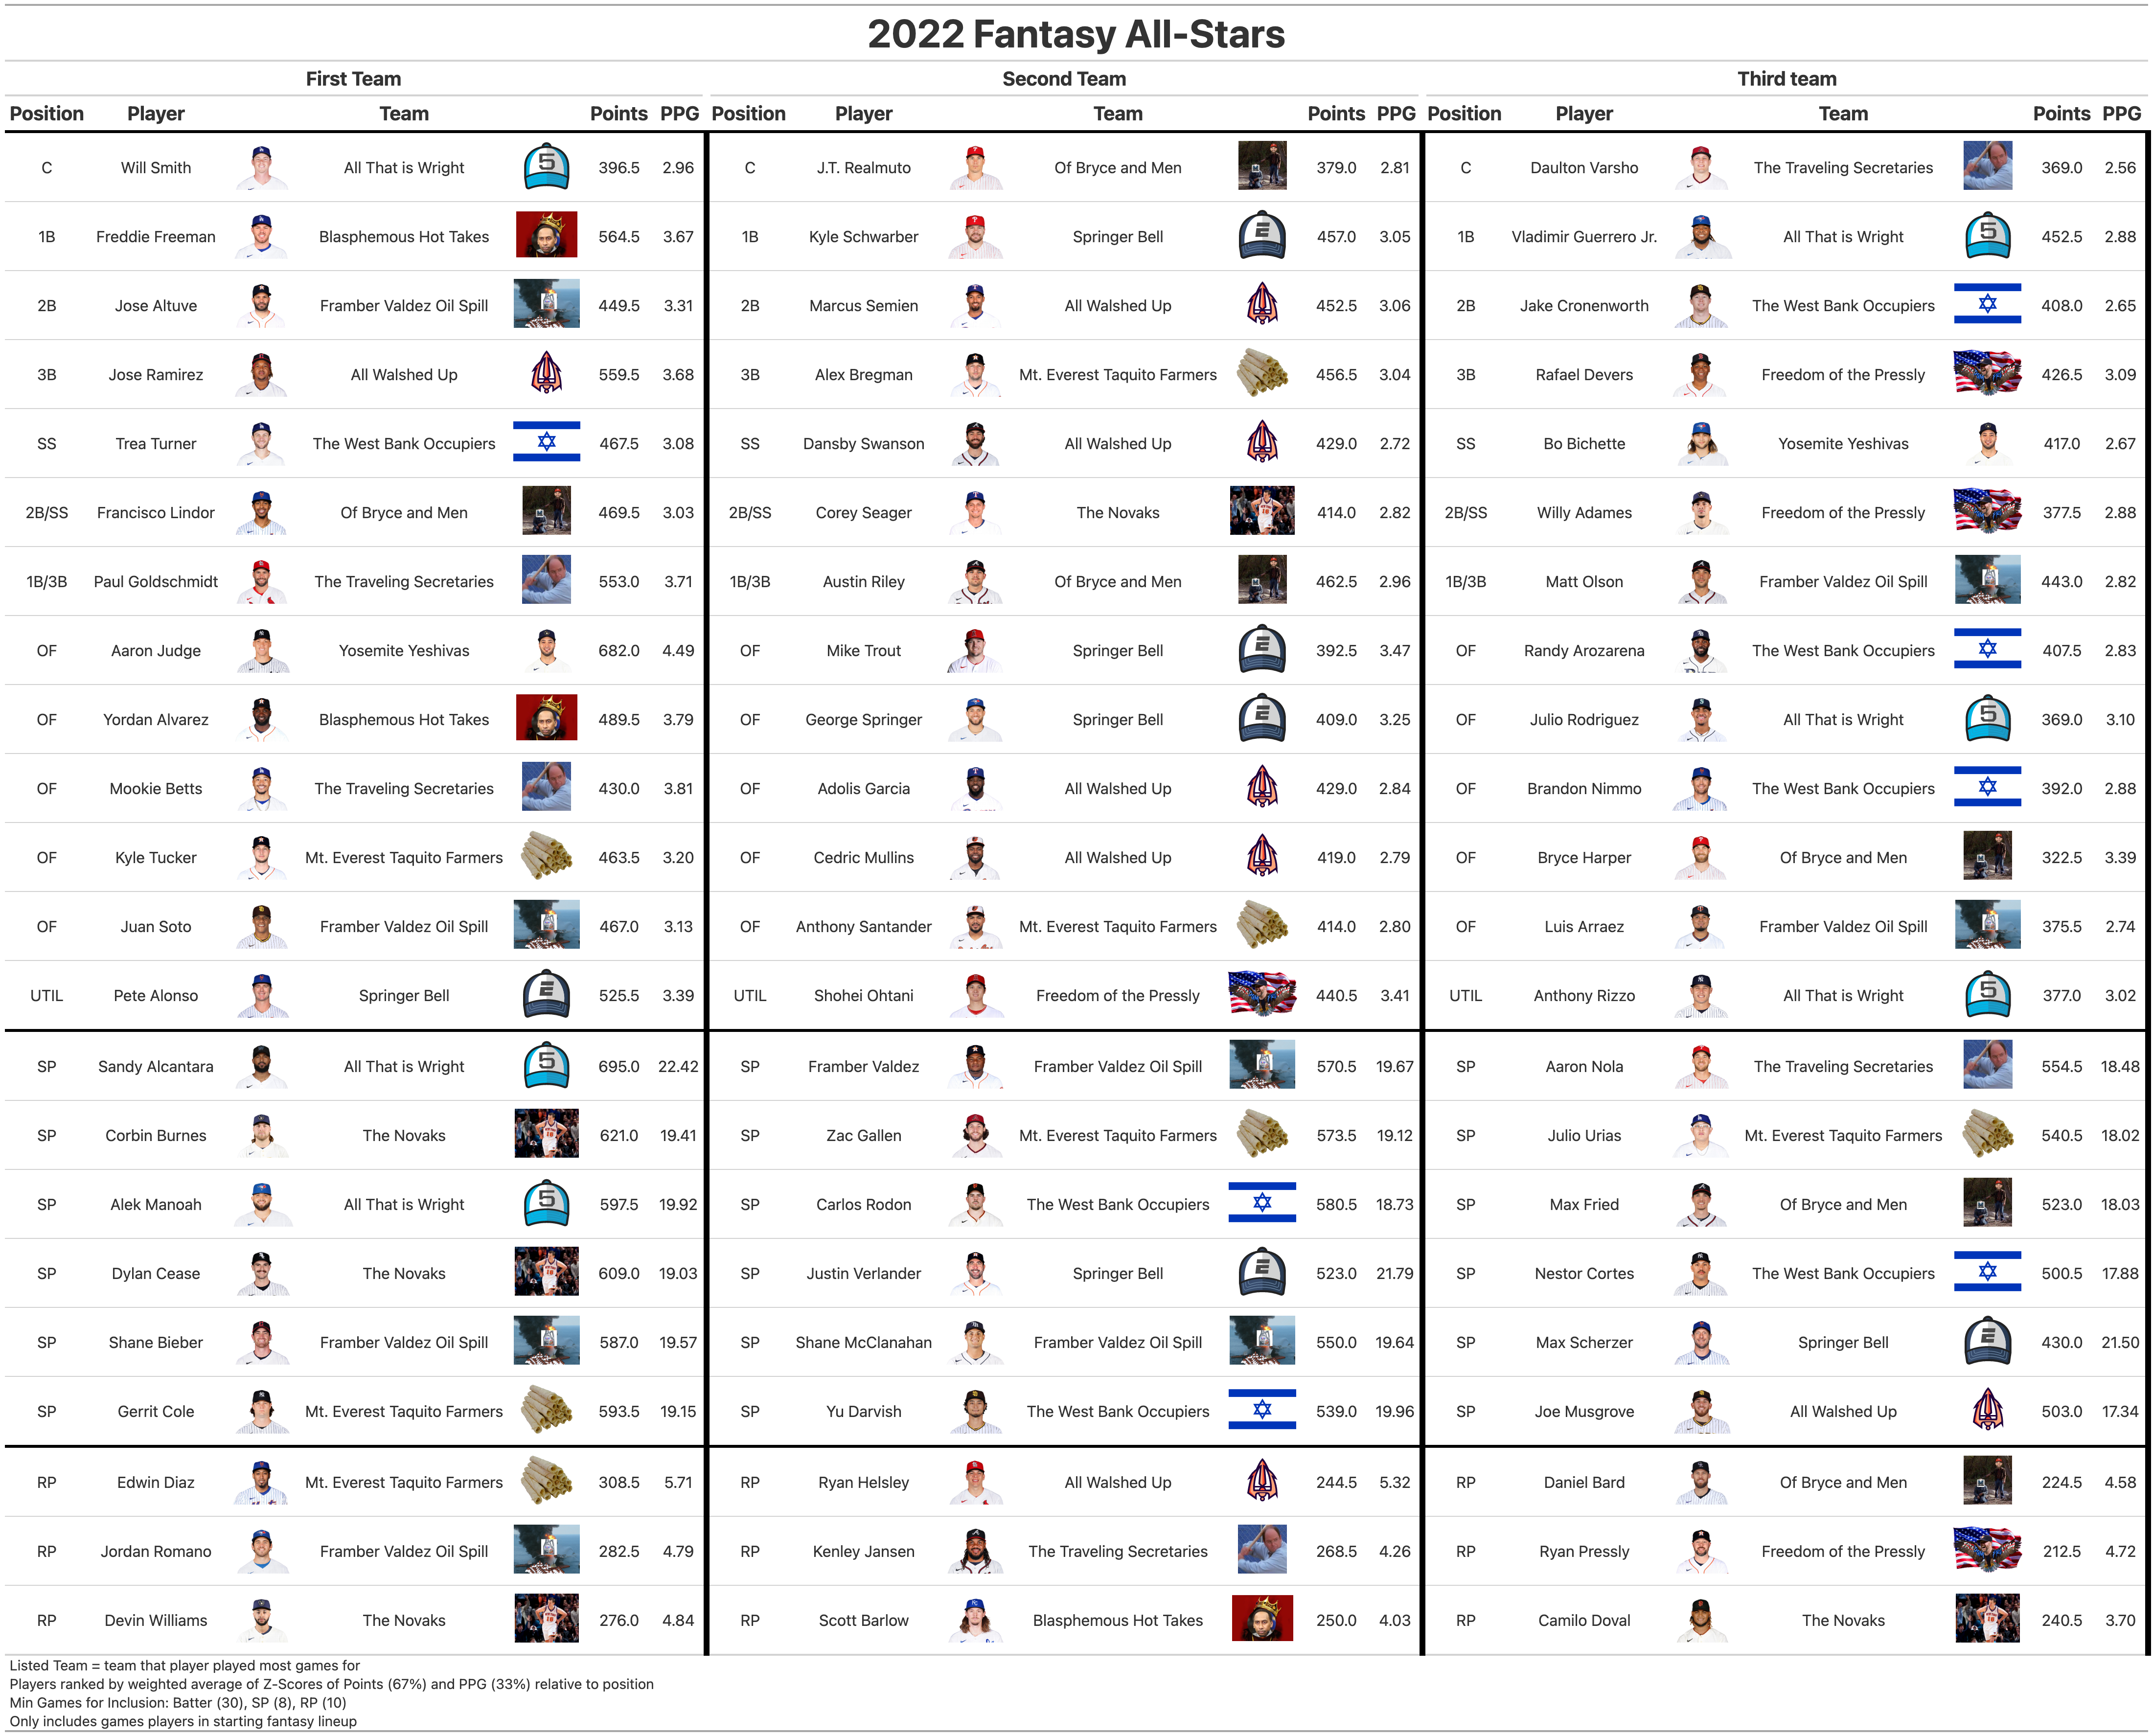 2022 Fantasy All-Stars
First Team Second Team Third team
Position Player Team Points PPG Position Player Team Points PPG Position Player Team Points PPG
C Will Smith All That is Wright 396.5 2.96 C J.T. Realmuto Of Bryce and Men 379.0 2.81 C Daulton Varsho The Traveling Secretaries 369.0 2.56
1B Freddie Freeman Blasphemous Hot Takes 564.5 3.67 1B Kyle Schwarber Springer Bell 457.0 3.05 1B Vladimir Guerrero Jr. All That is Wright 452.5 2.88
2B Jose Altuve Framber Valdez Oil Spill 449.5 3.31 2B Marcus Semien All Walshed Up 452.5 3.06 2B Jake Cronenworth The West Bank Occupiers 408.0 2.65
3B Jose Ramirez All Walshed Up 559.5 3.68 3B Alex Bregman Mt. Everest Taquito Farmers 456.5 3.04 3B Rafael Devers Freedom of the Pressly 426.5 3.09
SS Trea Turner The West Bank Occupiers 467.5 3.08 SS Dansby Swanson All Walshed Up 429.0 2.72 SS Bo Bichette Yosemite Yeshivas 417.0 2.67
2B/SS Francisco Lindor Of Bryce and Men 469.5 3.03 2B/SS Corey Seager The Novaks 414.0 2.82 2B/SS Willy Adames Freedom of the Pressly 377.5 2.88
1B/3B Paul Goldschmidt The Traveling Secretaries 553.0 3.71 1B/3B Austin Riley Of Bryce and Men 462.5 2.96 1B/3B Matt Olson Framber Valdez Oil Spill 443.0 2.82
OF Aaron Judge Yosemite Yeshivas 682.0 4.49 OF Mike Trout Springer Bell 392.5 3.47 OF Randy Arozarena The West Bank Occupiers 407.5 2.83
OF Yordan Alvarez Blasphemous Hot Takes 489.5 3.79 OF George Springer Springer Bell 409.0 3.25 OF Julio Rodriguez All That is Wright 369.0 3.10
OF Mookie Betts The Traveling Secretaries 430.0 3.81 OF Adolis Garcia All Walshed Up 429.0 2.84 OF Brandon Nimmo The West Bank Occupiers 392.0 2.88
OF Kyle Tucker Mt. Everest Taquito Farmers 463.5 3.20 OF Cedric Mullins All Walshed Up 419.0 2.79 OF Bryce Harper Of Bryce and Men 322.5 3.39
OF Juan Soto Framber Valdez Oil Spill 467.0 3.13 OF Anthony Santander Mt. Everest Taquito Farmers 414.0 2.80 OF Luis Arraez Framber Valdez Oil Spill 375.5 2.74
UTIL Pete Alonso Springer Bell 525.5 3.39 UTIL Shohei Ohtani Freedom of the Pressly 440.5 3.41 UTIL Anthony Rizzo All That is Wright 377.0 3.02
SP Sandy Alcantara All That is Wright 695.0 22.42 SP Framber Valdez Framber Valdez Oil Spill 570.5 19.67 SP Aaron Nola The Traveling Secretaries 554.5 18.48
SP Corbin Burnes The Novaks 621.0 19.41 SP Zac Gallen Mt. Everest Taquito Farmers 573.5 19.12 SP Julio Urias Mt. Everest Taquito Farmers 540.5 18.02
SP Alek Manoah All That is Wright 597.5 19.92 SP Carlos Rodon The West Bank Occupiers 580.5 18.73 SP Max Fried Of Bryce and Men 523.0 18.03
SP Dylan Cease The Novaks 609.0 19.03 SP Justin Verlander Springer Bell 523.0 21.79 SP Nestor Cortes The West Bank Occupiers 500.5 17.88
SP Shane Bieber Framber Valdez Oil Spill 587.0 19.57 SP Shane McClanahan Framber Valdez Oil Spill 550.0 19.64 SP Max Scherzer Springer Bell 430.0 21.50
SP Gerrit Cole Mt. Everest Taquito Farmers 593.5 19.15 SP Yu Darvish The West Bank Occupiers 539.0 19.96 SP Joe Musgrove All Walshed Up 503.0 17.34
RP Edwin Diaz Mt. Everest Taquito Farmers 308.5 5.71 RP Ryan Helsley All Walshed Up 244.5 5.32 RP Daniel Bard Of Bryce and Men 224.5 4.58
RP Jordan Romano Framber Valdez Oil Spill 282.5 4.79 RP Kenley Jansen The Traveling Secretaries 268.5 4.26 RP Ryan Pressly Freedom of the Pressly 212.5 4.72
RP Devin Williams The Novaks 276.0 4.84 RP Scott Barlow Blasphemous Hot Takes 250.0 4.03 RP Camilo Doval The Novaks 240.5 3.70
Listed Team = team that player played most games for
Players ranked by weighted average of Z-Scores of Points (67%) and PPG (33%) relative to position
Min Games for Inclusion: Batter (30), SP (8), RP (10)
Only includes games players in starting fantasy lineup